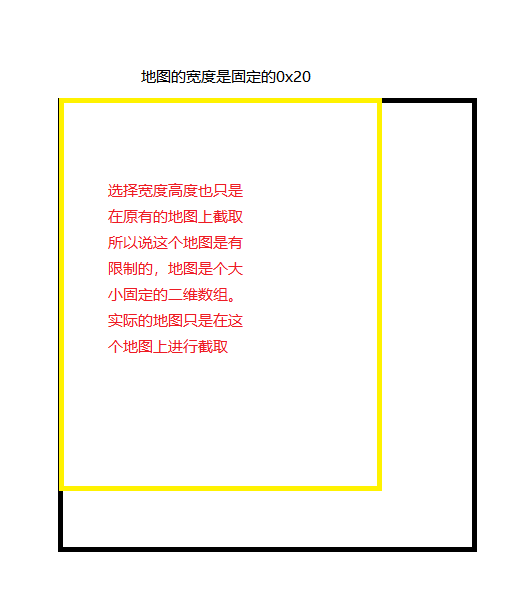 地图的宽度是固定的0x20
选择宽度高度也只是
在原有的地图上截取
所以说这个地图是有
限制的，地图是个大
小固定的二维数组。
实际的地图只是在这
个地图上进行截取